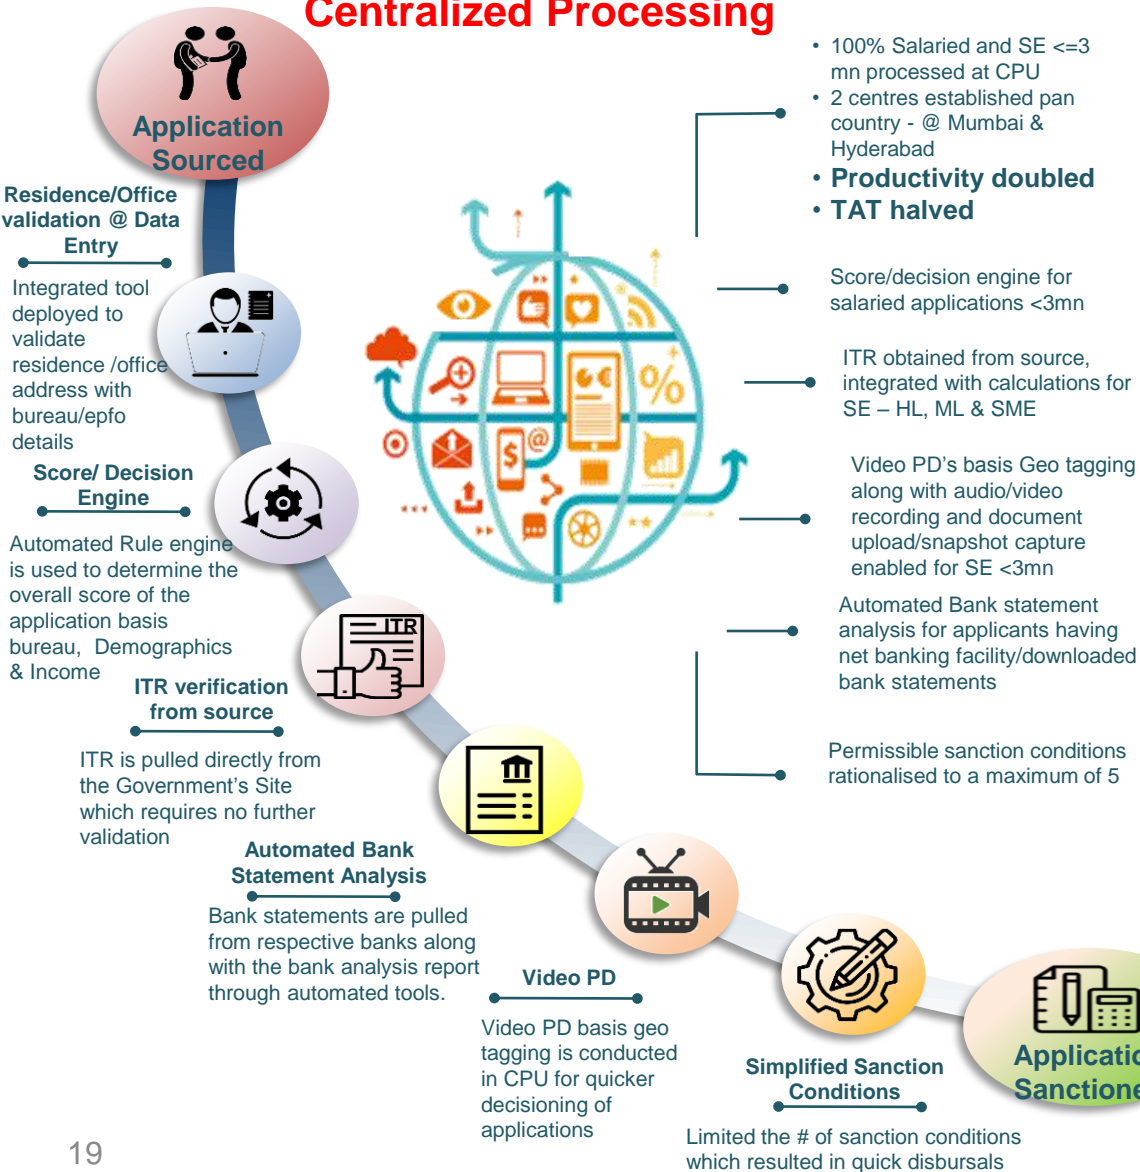 Centralized Processing
Application
Sourced
Residence/Office
validation @ Data
Entry
Integrated tool
deployed to
validate
residence /office
address with
bureau/epfo
details
Score/ Decision
Engine
Automated Rule engine
is used to determine the
overall score of the
application basis
bureau, Demographics
& Income
ITR
ITR verification
from source
ITR is pulled directly from
the Government's Site
which requires no further
validation
Automated Bank
Statement Analysis
Bank statements are pulled
from respective banks along
with the bank analysis report
through automated tools.
Video PD
Video PD basis geo
tagging is conducted
in CPU for quicker
decisioning of
applications
Simplified Sanction
Conditions
Limited the # of sanction conditions
which resulted in quick disbursals
Applicatio
Sanctione
• 100% Salaried and SE <=3
mn processed at CPU
• 2 centres established pan
country - @ Mumbai &
Hyderabad
• Productivity doubled
• TAT halved
Score/decision engine for
salaried applications <3mn
ITR obtained from source,
integrated with calculations for
SE – HL, ML & SME
Video PD's basis Geo tagging
along with audio/video
recording and document
upload/snapshot capture
enabled for SE <3mn
Automated Bank statement
analysis for applicants having
net banking facility/downloaded
bank statements
Permissible sanction conditions
rationalised to a maximum of 5
19